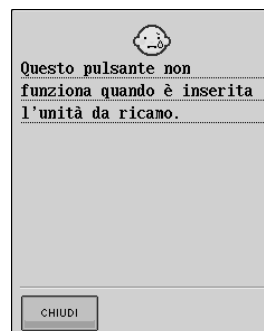 Questo pulsante non
funziona quando è inserita
l'unità da ricamo.
CHIUDI